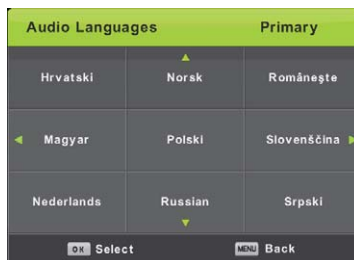 Audio Languages Primary
Hrvatski Norsk Româneşte
Magyar Polski Slovenščina
Nederlands Russian Srpski
OK Select MENU Back